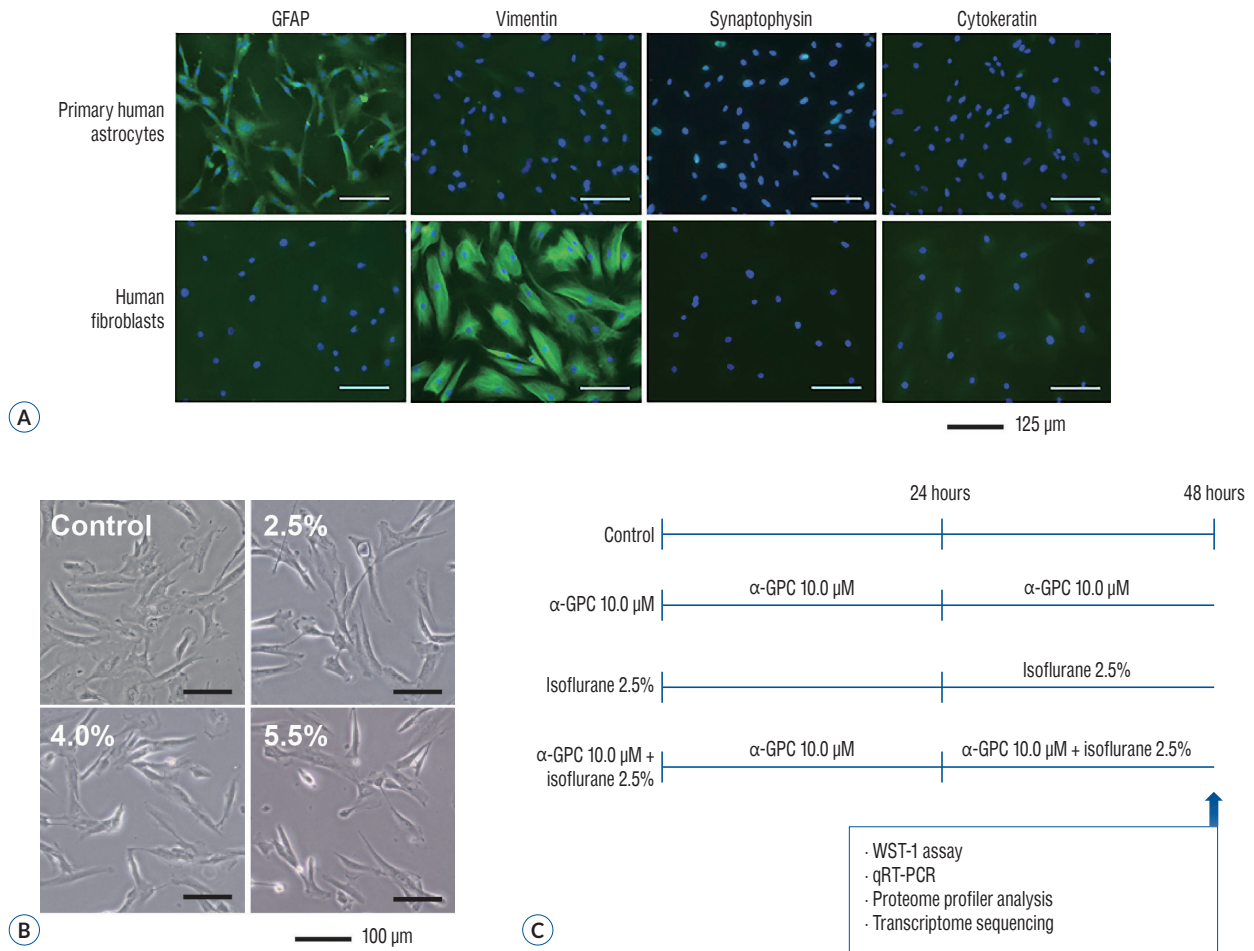 GFAP
Vimentin
Synaptophysin
Cytokeratin
Primary human
astrocytes
Human
fibroblasts
A
125 µm
Control
2.5%
4.0%
5.5%
B
100 µm
24 hours
48 hours
Control
α-GPC 10.0 µM
α-GPC 10.0 µM
α-GPC 10.0 µM
Isoflurane 2.5%
Isoflurane 2.5%
α-GPC 10.0 µM +
isoflurane 2.5%
α-GPC 10.0 µM
α-GPC 10.0 µM + isoflurane 2.5%
· WST-1 assay
· qRT-PCR
· Proteome profiler analysis
· Transcriptome sequencing
C